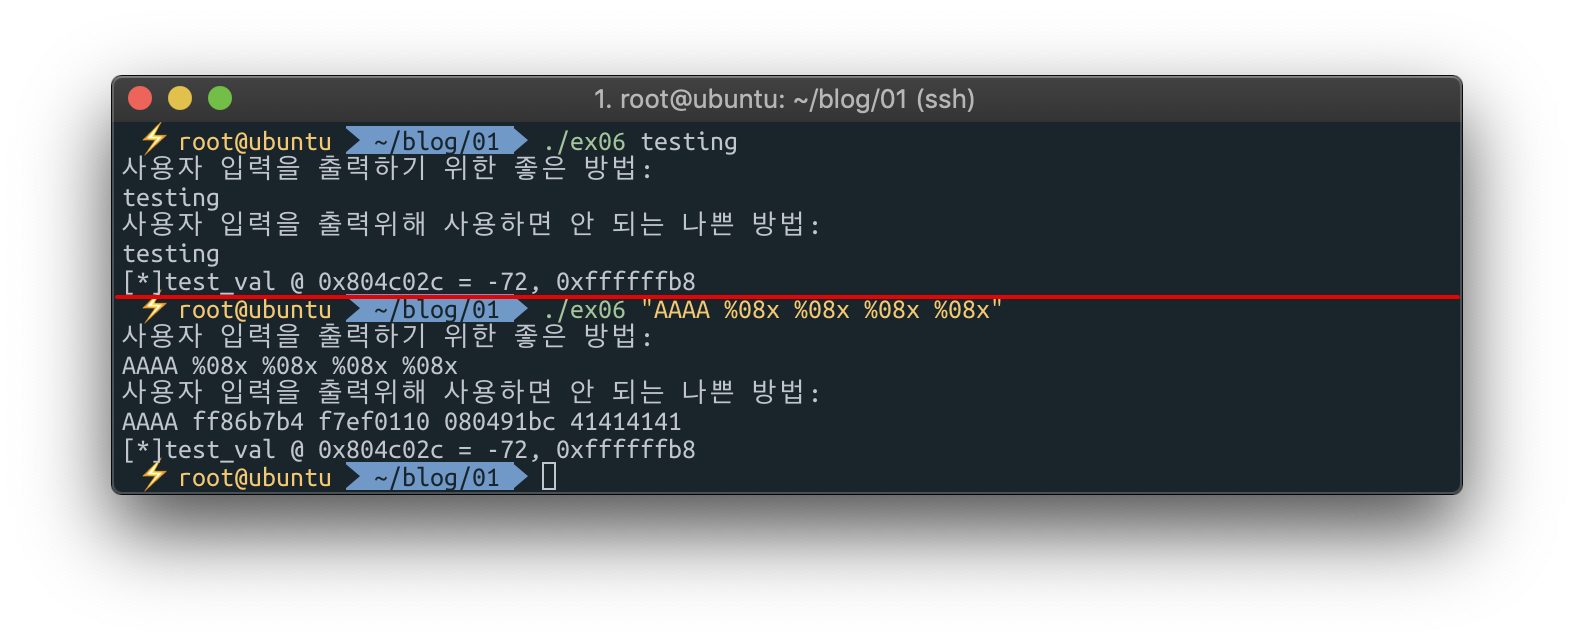 1. root@ubuntu: ~/blog/01 (ssh)
⚡ root@ubuntu ~/blog/01 ./ex06 testing
사용자 입력을 출력하기 위한 좋은 방법:
testing
사용자 입력을 출력위해 사용하면 안 되는 나쁜 방법:
testing
[*]test_val @ 0x804c02c = -72, 0xffffffb8
⚡ root@ubuntu ~/blog/01 ./ex06 "AAAA %08x %08x %08x %08x"
사용자 입력을 출력하기 위한 좋은 방법:
AAAA %08x %08x %08x %08x
사용자 입력을 출력위해 사용하면 안 되는 나쁜 방법:
AAAA ff86b7b4 f7ef0110 080491bc 41414141
[*]test_val @ 0x804c02c = -72, 0xffffffb8
⚡ root@ubuntu ~/blog/01